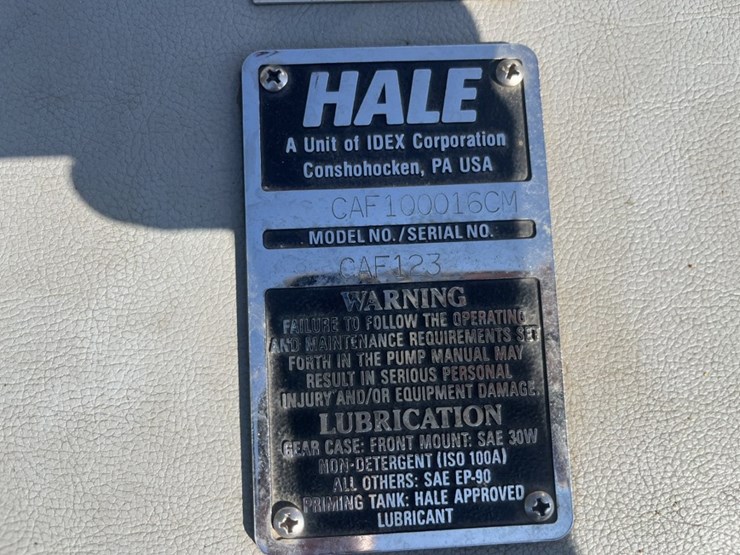 HALE
A Unit of IDEX Corporation
Conshohocken, PA USA
CAF100016CM
MODEL NO./SERIAL NO.
CAF123
WARNING
FAILURE TO FOLLOW THE OPERATING
AND MAINTENANCE REQUIREMENTS SET
FORTH IN THE PUMP MANUAL MAY
RESULT IN SERIOUS PERSONAL
INJURY AND/OR EQUIPMENT DAMAGE.
LUBRICATION
GEAR CASE: FRONT MOUNT: SAE 30W
NON-DETERGENT (ISO 100A)
ALL OTHERS: SAE EP-90
PRIMING TANK: HALE APPROVED
LUBRICANT